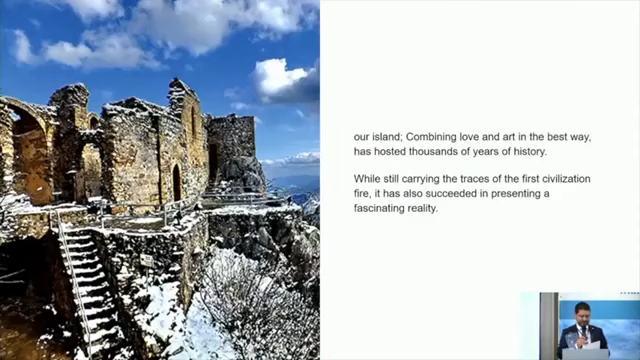 our island; Combining love and art in the best way,
has hosted thousands of years of history.
While still carrying the traces of the first civilization
fire, it has also succeeded in presenting a
fascinating reality.